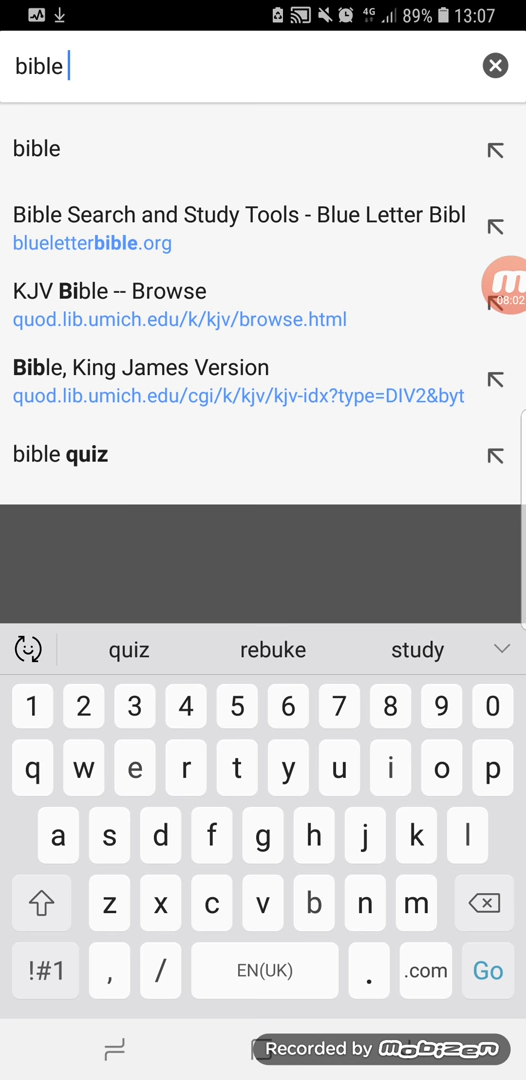 4G 89% 13:07
bible
bible
Bible Search and Study Tools - Blue Letter Bibl
blueletterbible.org
KJV Bible -- Browse
08:02
quod.lib.umich.edu/k/kjv/browse.html
Bible, King James Version
quod.lib.umich.edu/cgi/k/kjv/kjv-idx?type=DIV2&byt
bible quiz
quiz rebuke study
1 2 3 4 5 6 7 8 9 0
q w e r t y u i o p
a s d f g h j k l
z x c v b n m
!#1 , / EN(UK) . .com Go
Recorded by mobizen